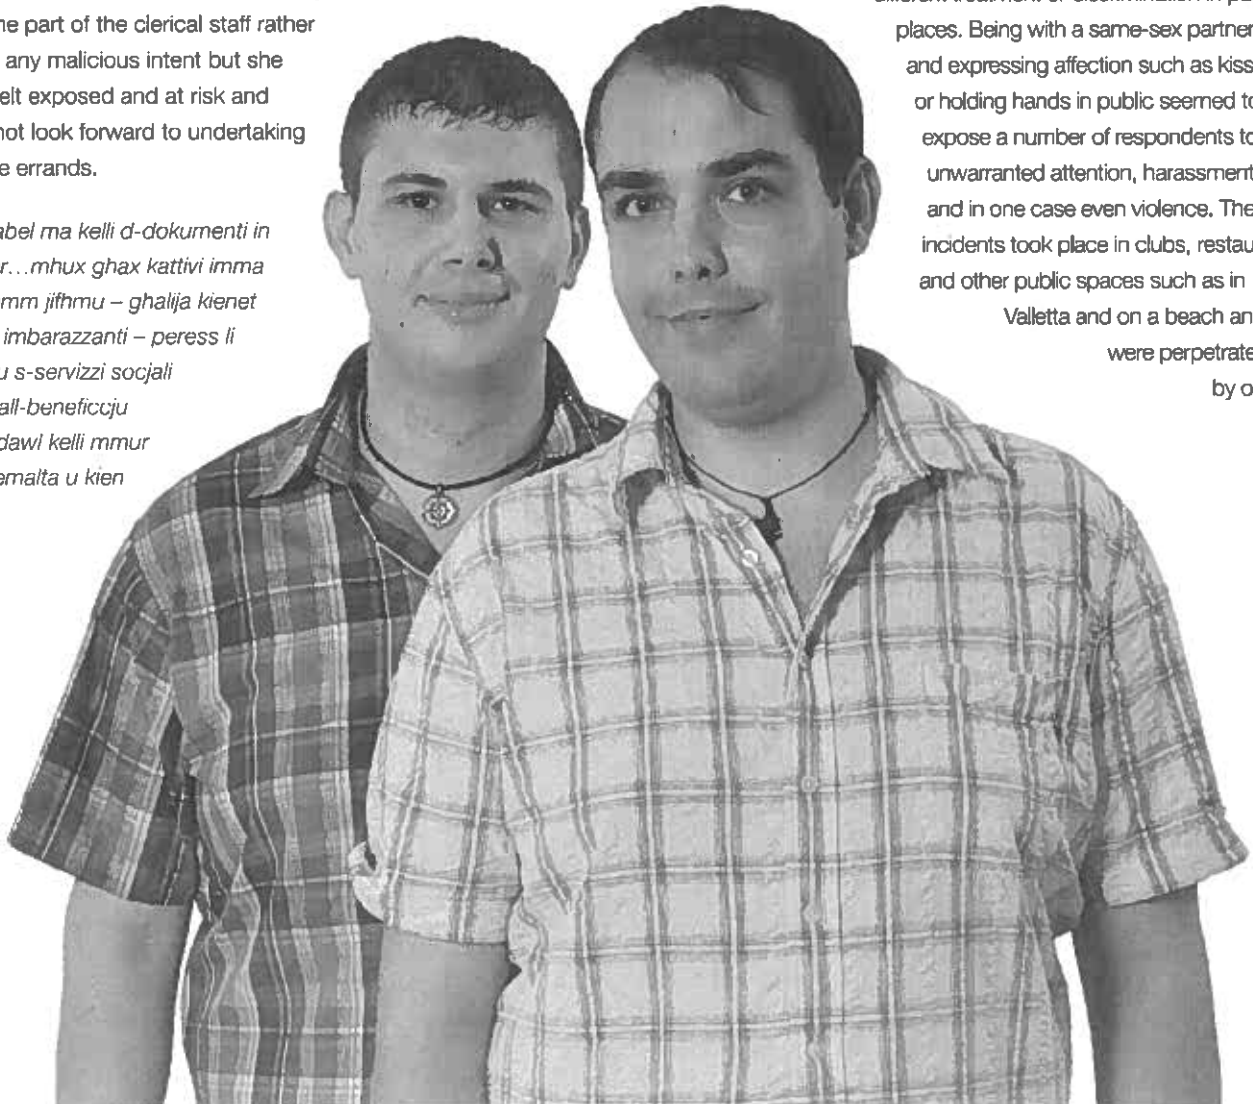 he part of the clerical staff rather
any malicious intent but she
elt exposed and at risk and
not look forward to undertaking
e errands.
abel ma kelli d-dokumenti in
r…mhux ghax kattivi imma
mm jifhmu – ghalija kienet
imbarazzanti – peress li
u s-servizzi socjali
all-beneficcju
dawl kelli mmur
emalta u kien
places. Being with a same-sex partner
and expressing affection such as kiss
or holding hands in public seemed to
expose a number of respondents to
unwarranted attention, harassment
and in one case even violence. The
incidents took place in clubs, restau
and other public spaces such as in
Valletta and on a beach an
were perpetrate
by o